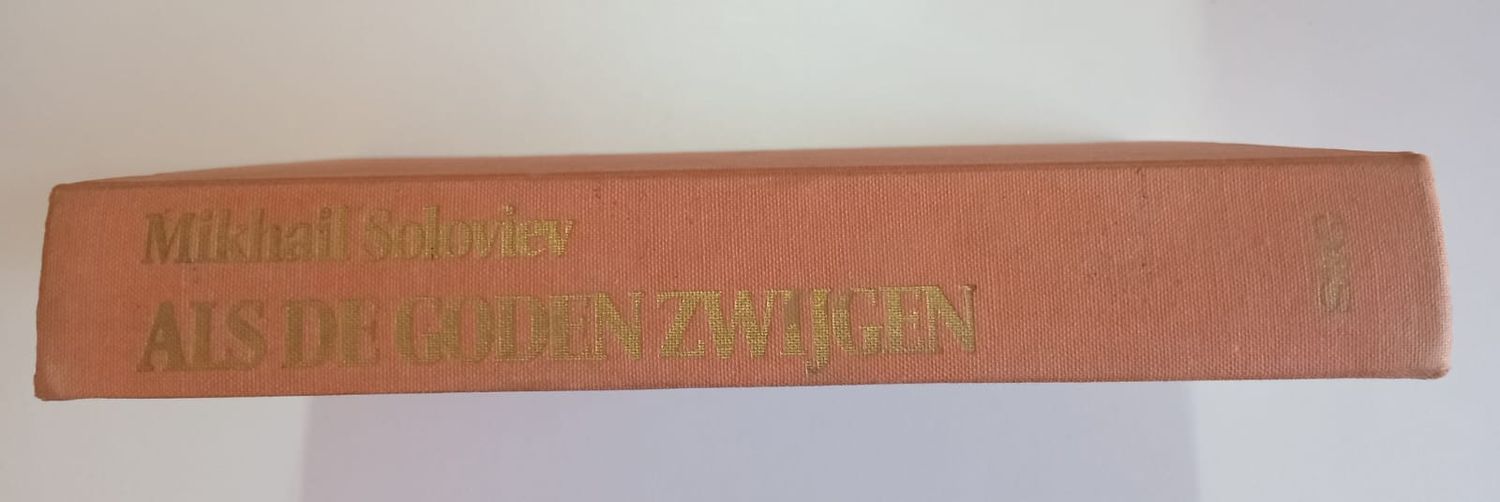 Mikhail Soloviev
ALS DE GODEN ZWIJGEN